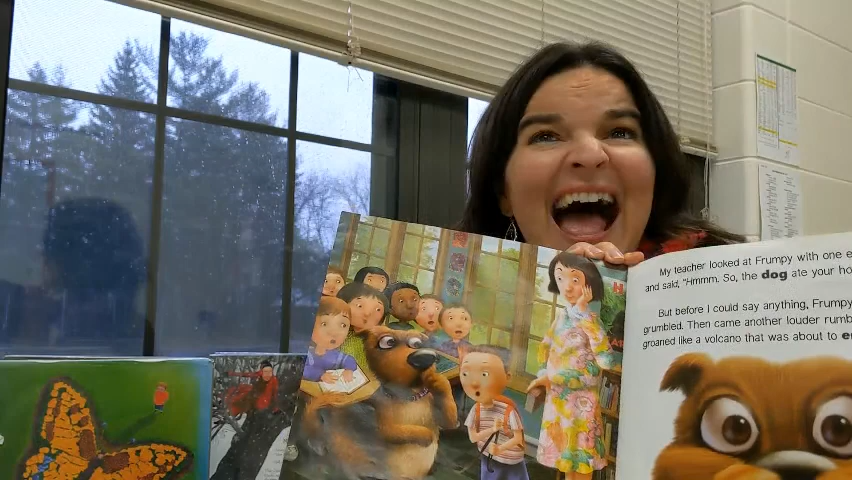 My teacher looked at Frumpy with one e
and said, "Hmmm. So, the dog ate your ho
But before I could say anything, Frumpy
grumbled. Then came another louder rumb
groaned like a volcano that was about to e